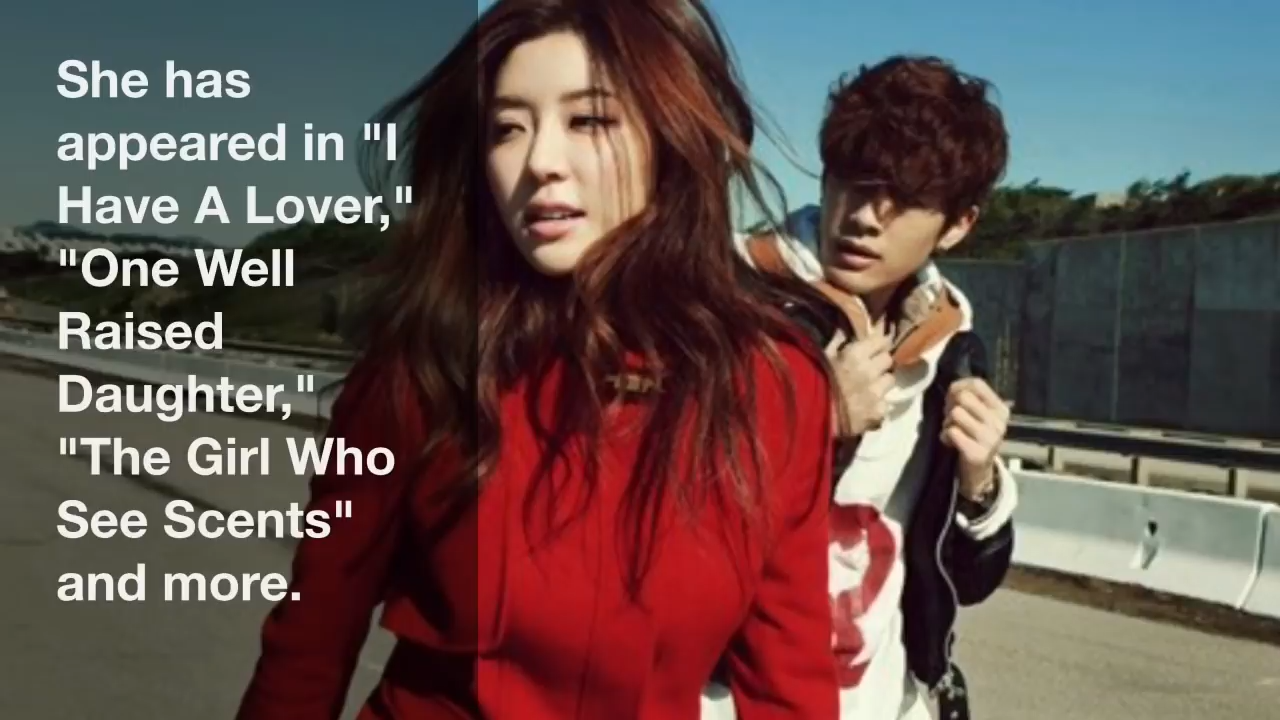 She has
appeared in "I
Have A Lover,"
"One Well
Raised
Daughter,"
"The Girl Who
See Scents"
and more.